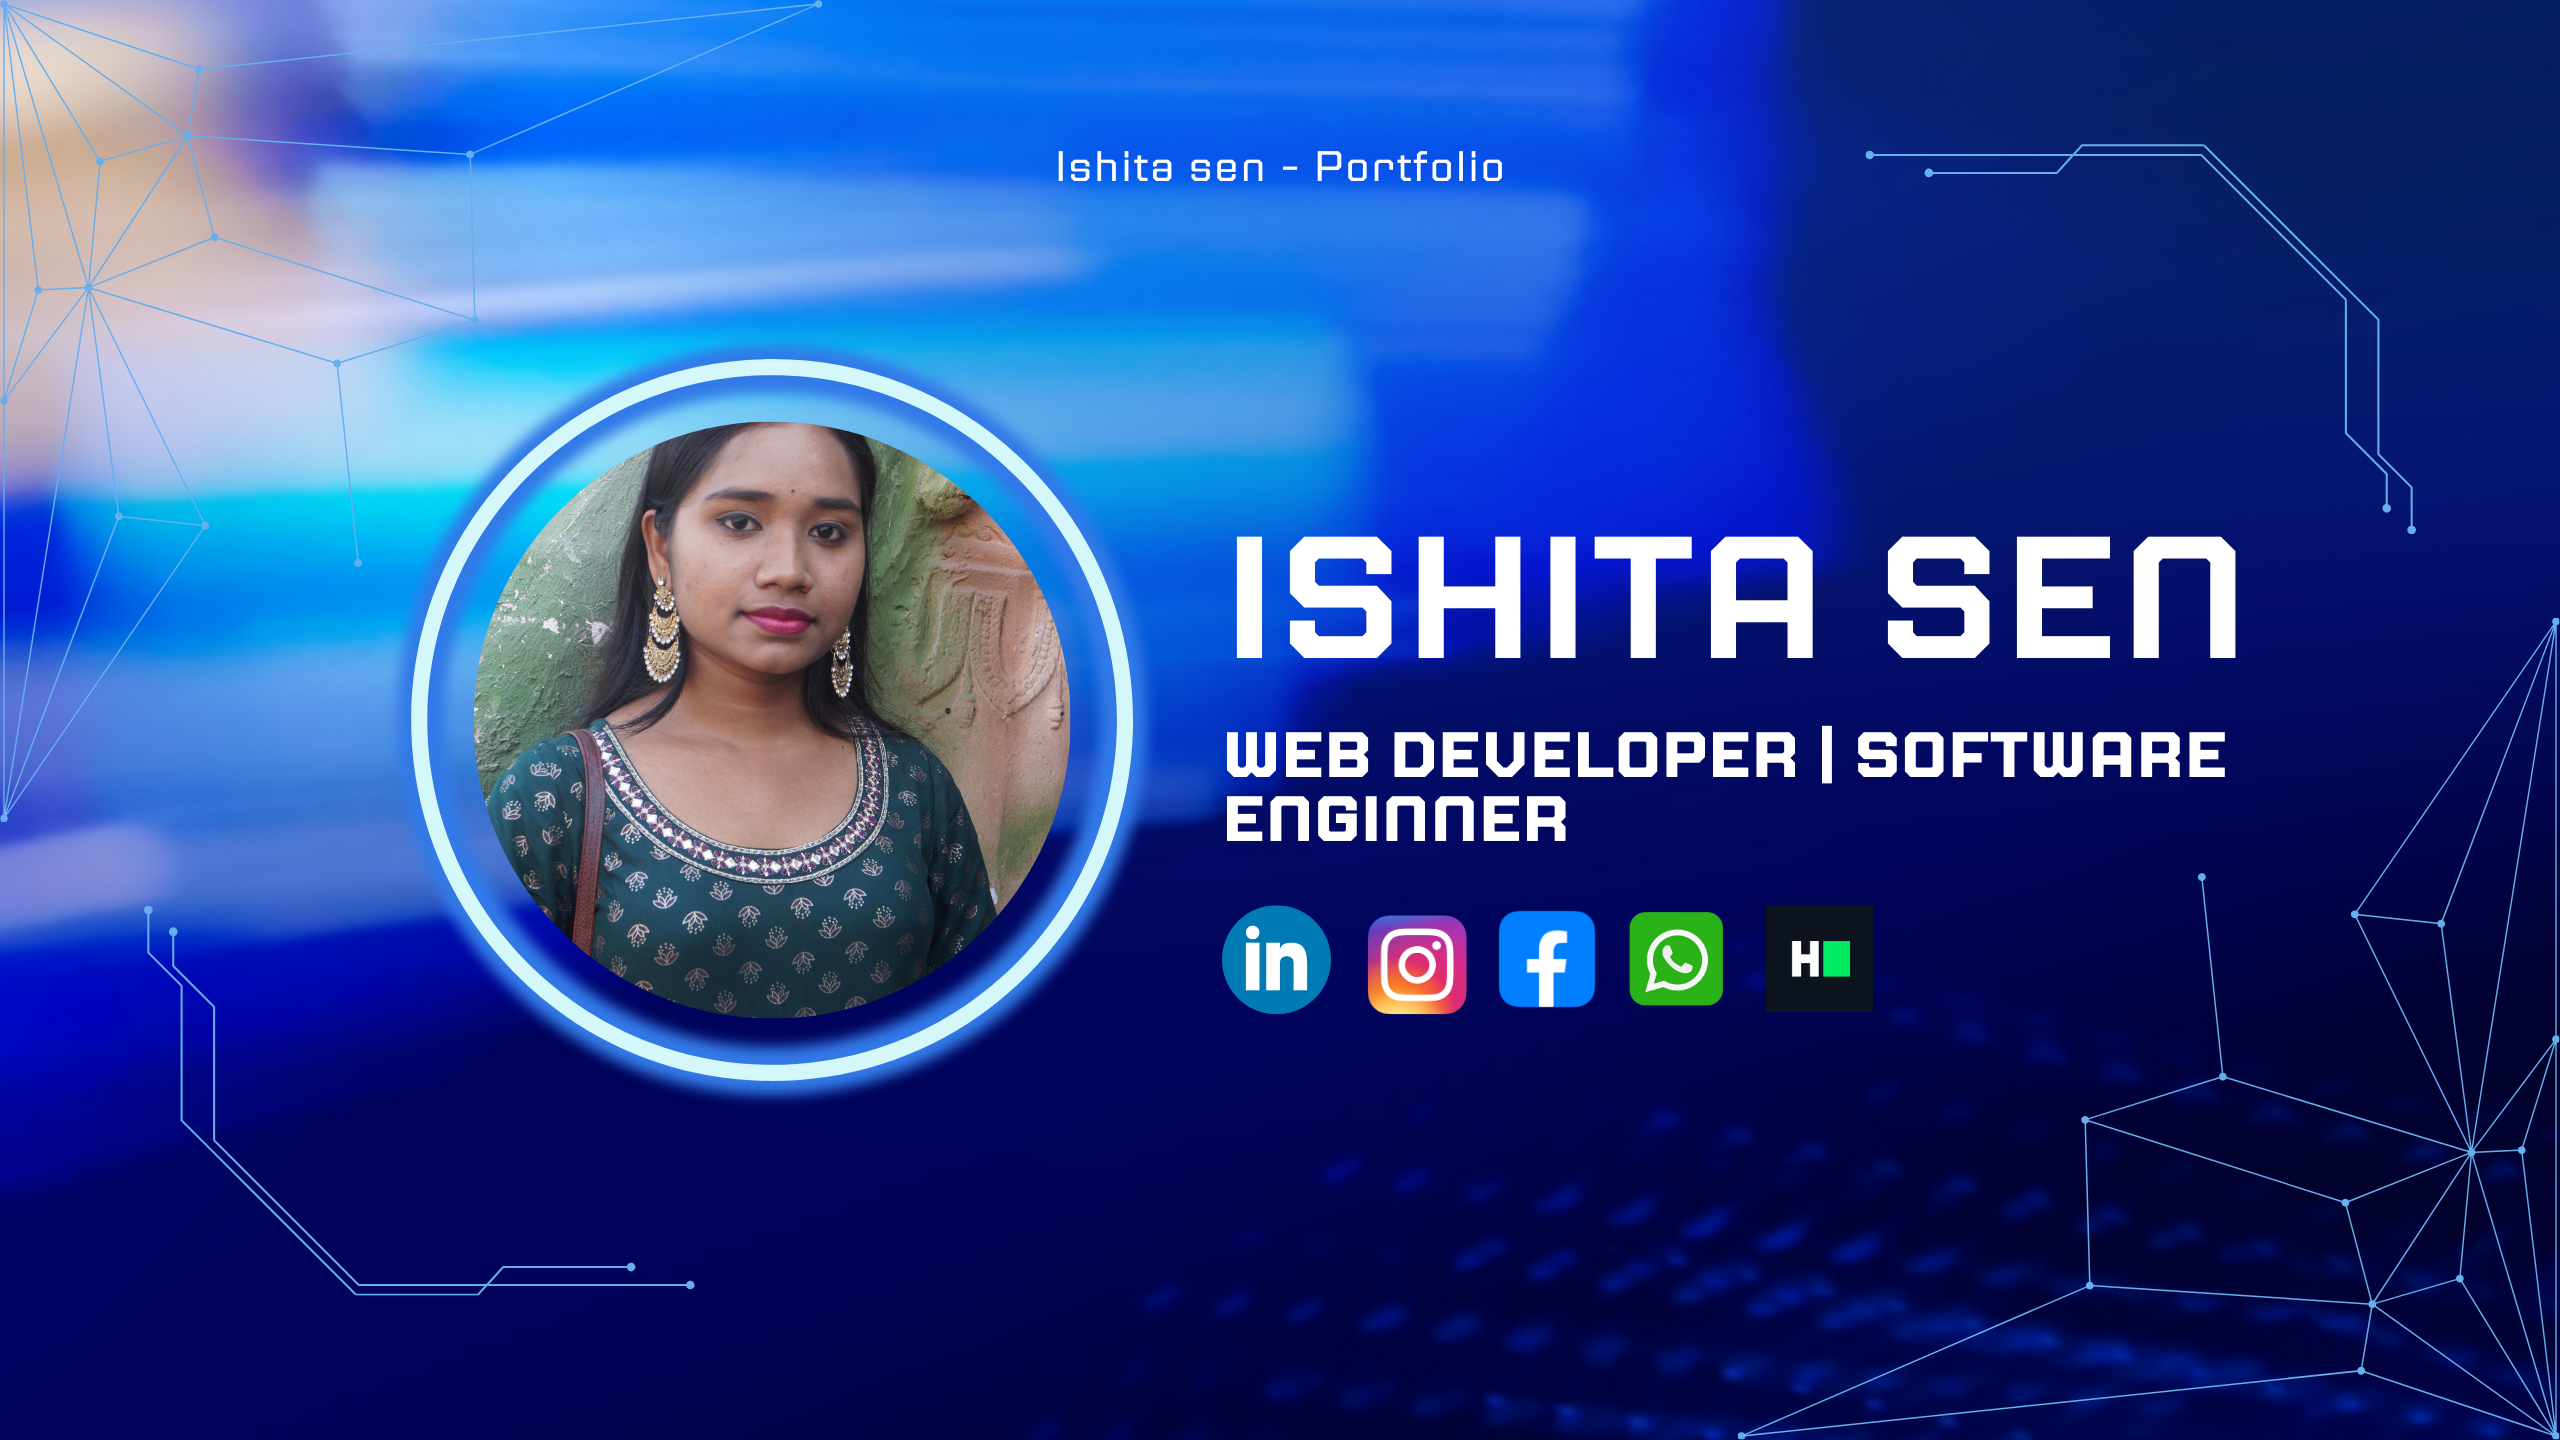 Ishita sen - Portfolio
ISHITA SEN
WEB DEVELOPER | SOFTWARE
ENGINNER
in
H